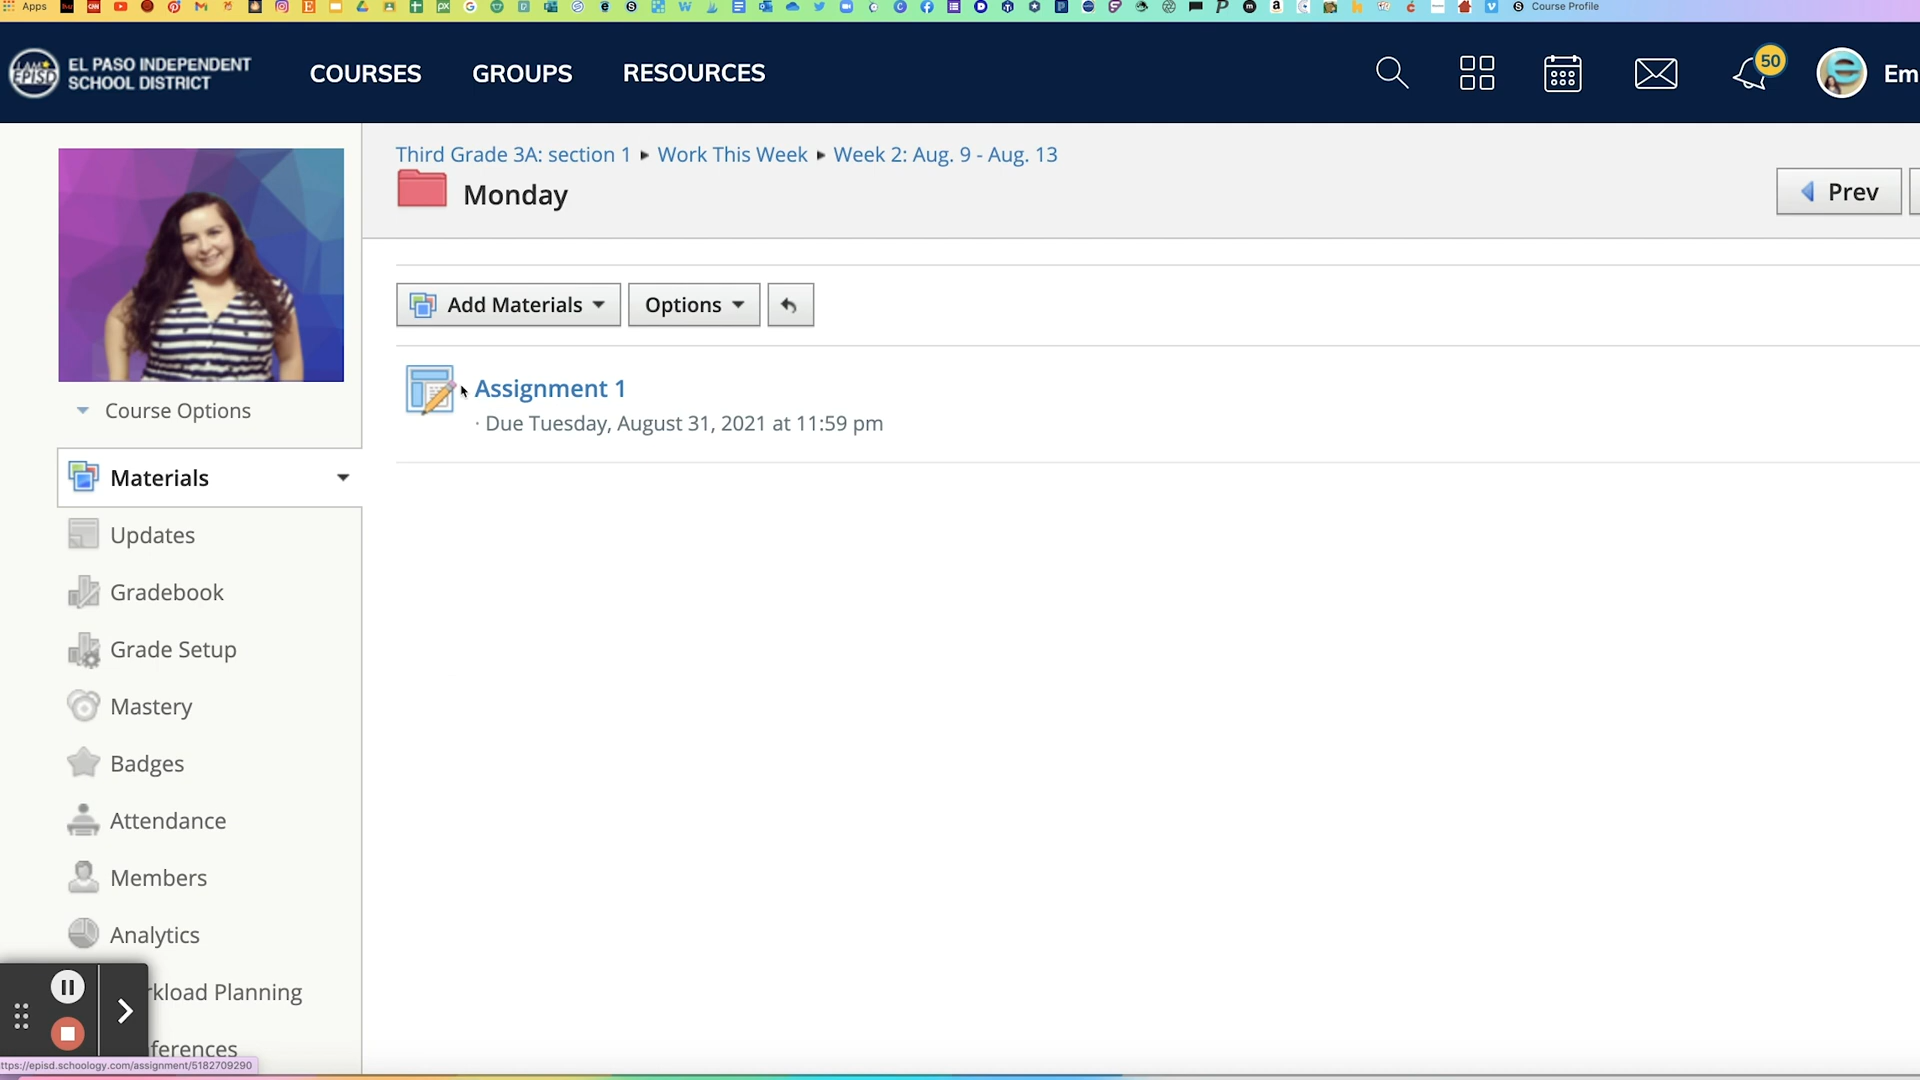 Apps
Course Profile
I AM
EPISD
EL PASO INDEPENDENT
SCHOOL DISTRICT
COURSES
GROUPS
RESOURCES
50
Em
Third Grade 3A: section 1
Work This Week
Week 2: Aug. 9 - Aug. 13
Monday
Prev
Add Materials
Options
Assignment 1
· Due Tuesday, August 31, 2021 at 11:59 pm
Course Options
Materials
Updates
Gradebook
Grade Setup
Mastery
Badges
Attendance
Members
Analytics
rkload Planning
ferences
ttps://episd.schoology.com/assignment/5182709290